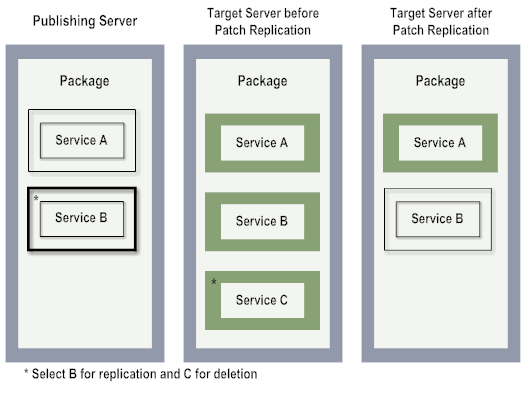 Publishing Server
Target Server before
Patch Replication
Target Server after
Patch Replication
Package
Service A
* Service B
Package
Service A
Service B
* Service C
Package
Service A
Service B
* Select B for replication and C for deletion